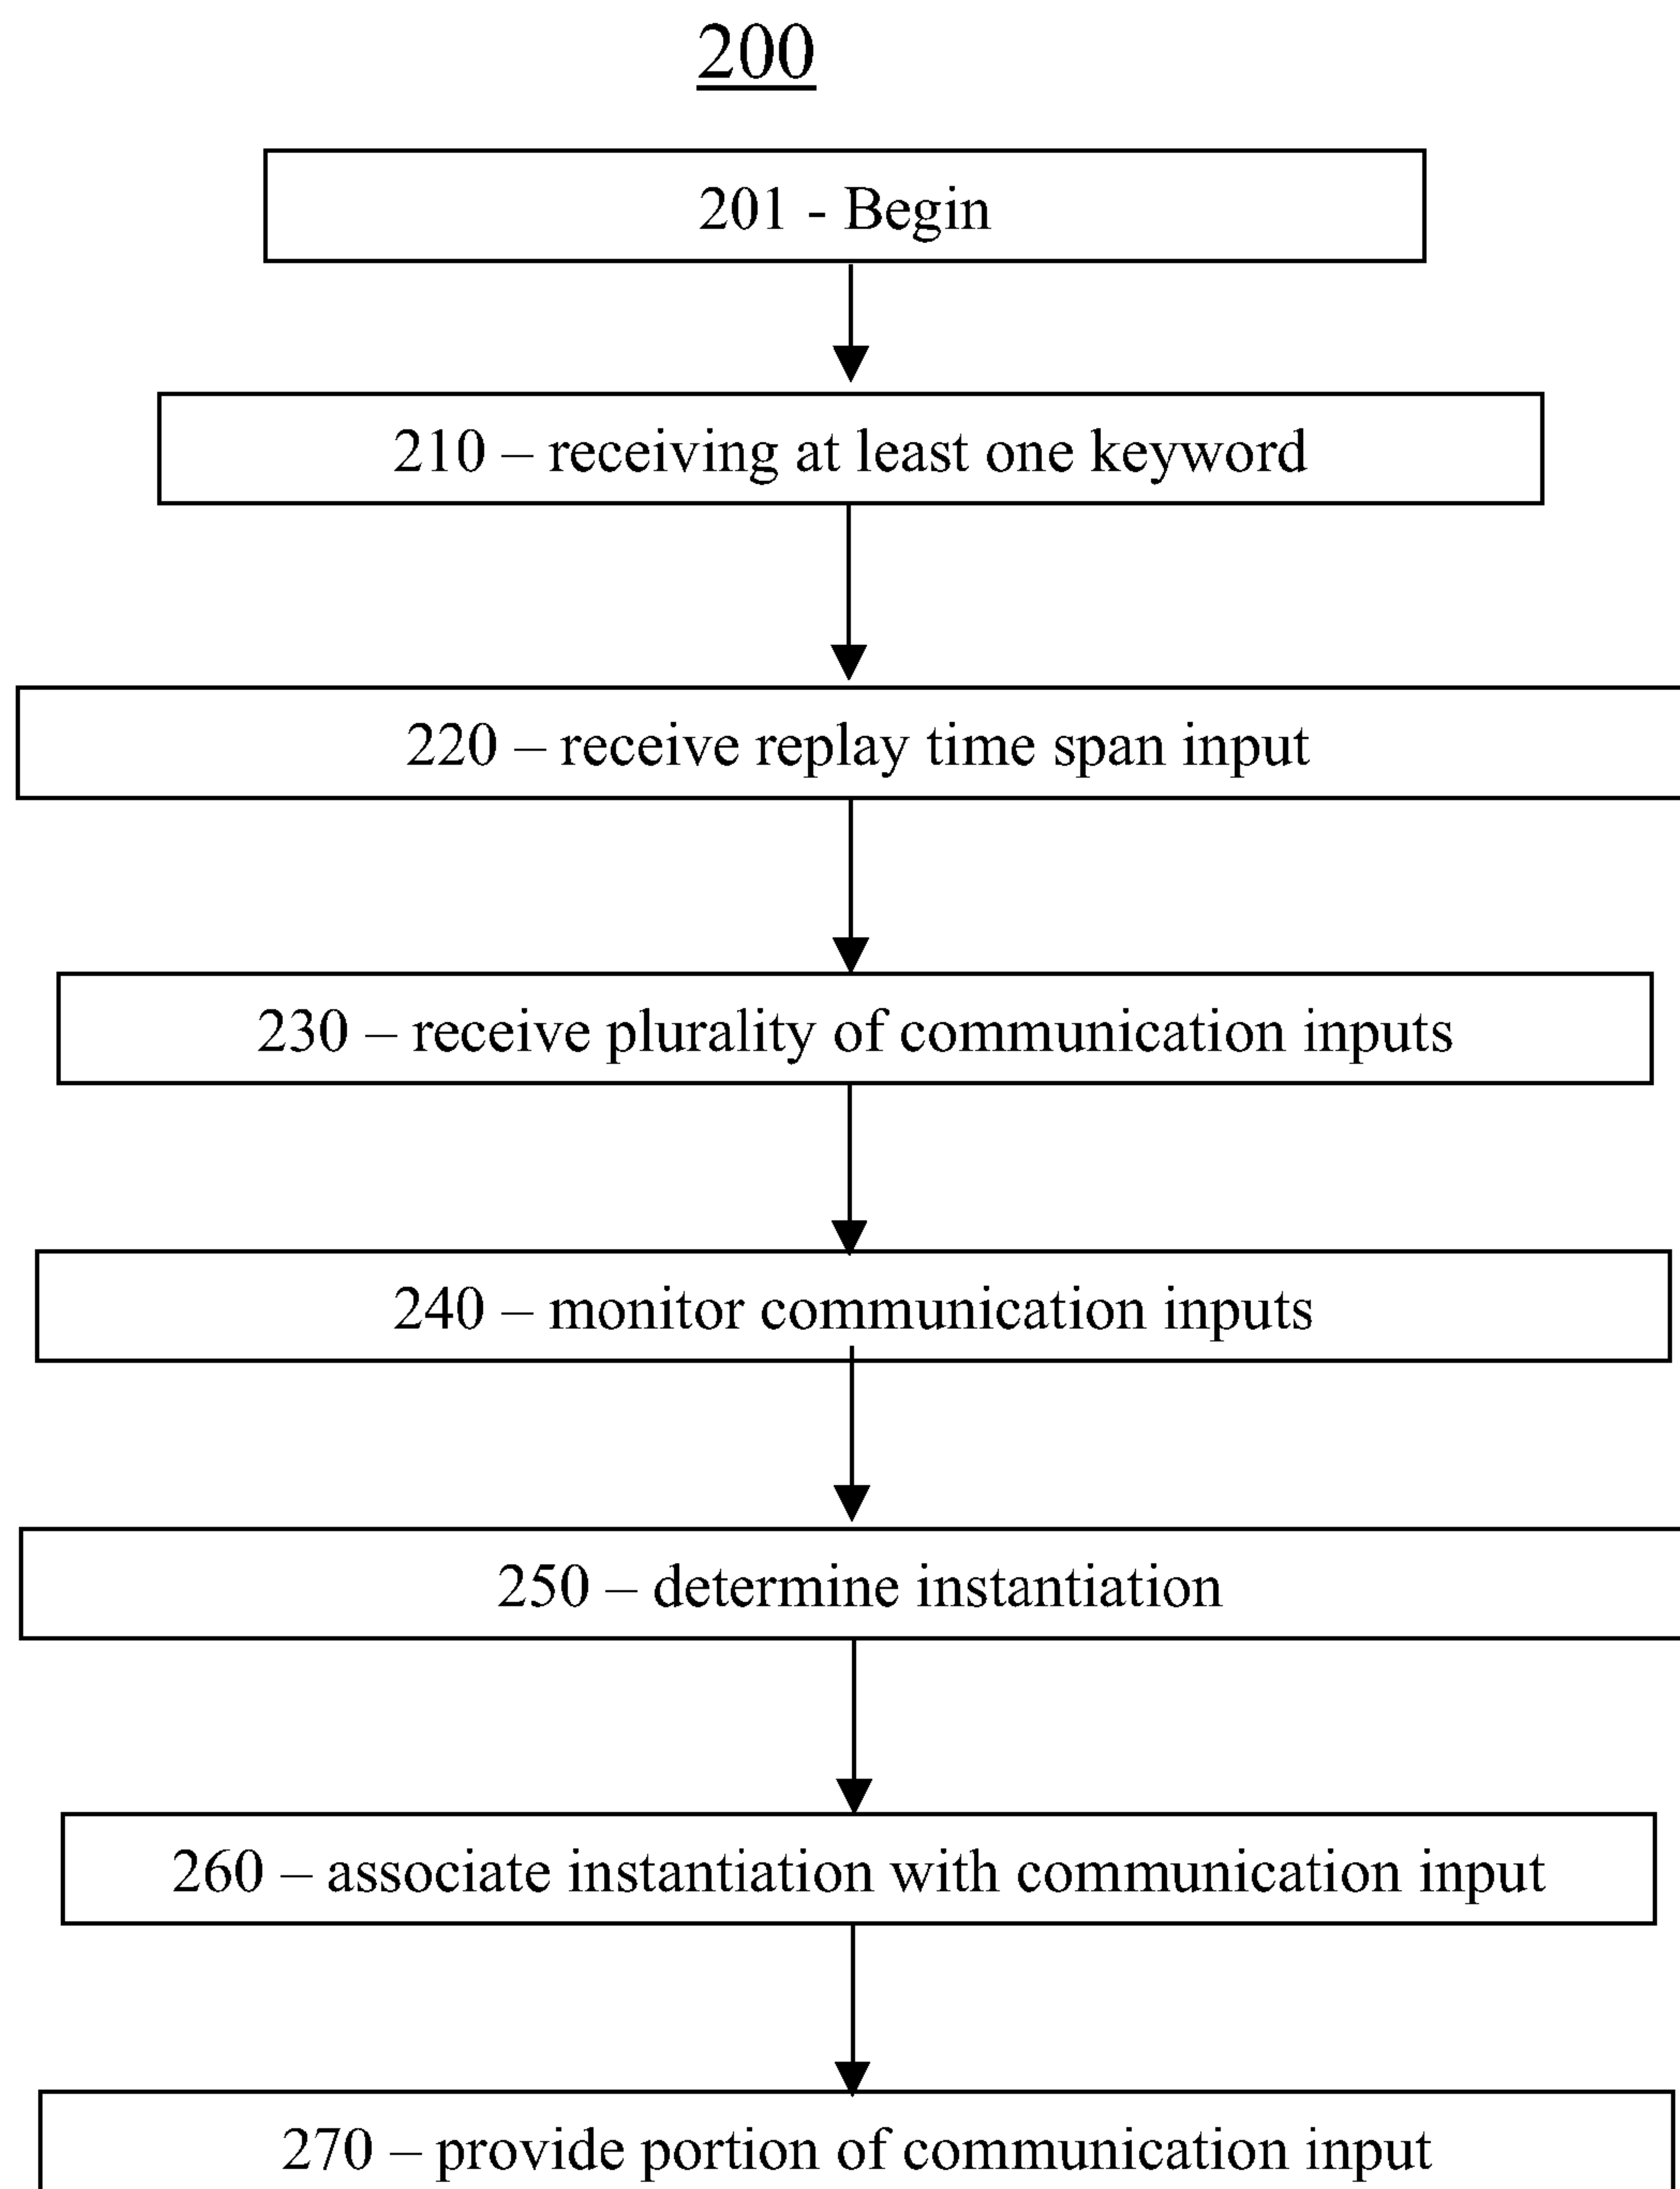 200
201 - Begin
210 – receiving at least one keyword
220 – receive replay time span input
230 – receive plurality of communication inputs
240 – monitor communication inputs
250 – determine instantiation
260 – associate instantiation with communication input
270 – provide portion of communication input